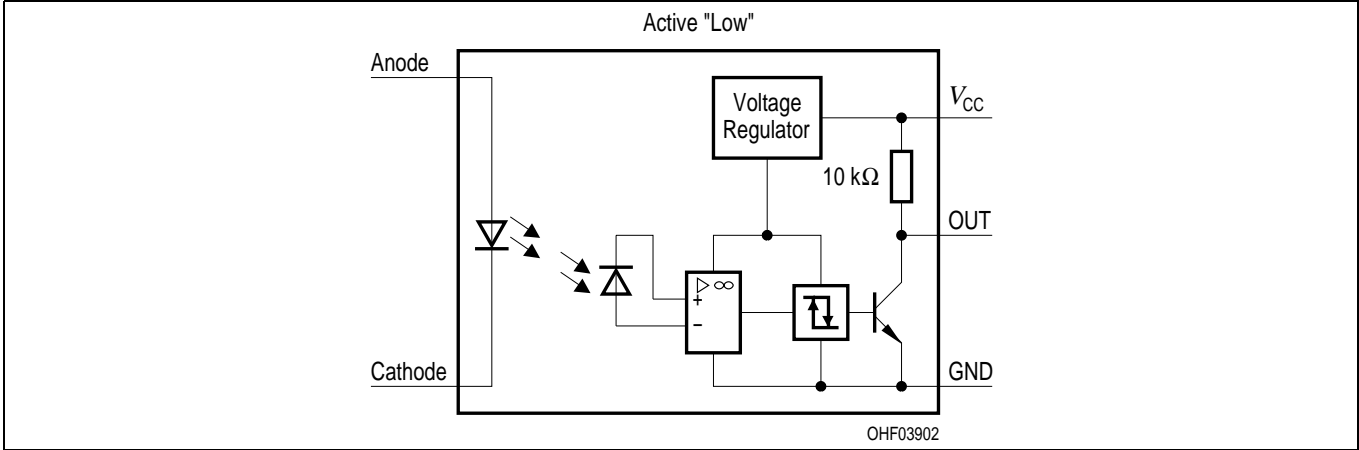 Active "Low"
Anode
Voltage
Regulator
VCC
10 kΩ
OUT
∞
+
−
Cathode
GND
OHF03902